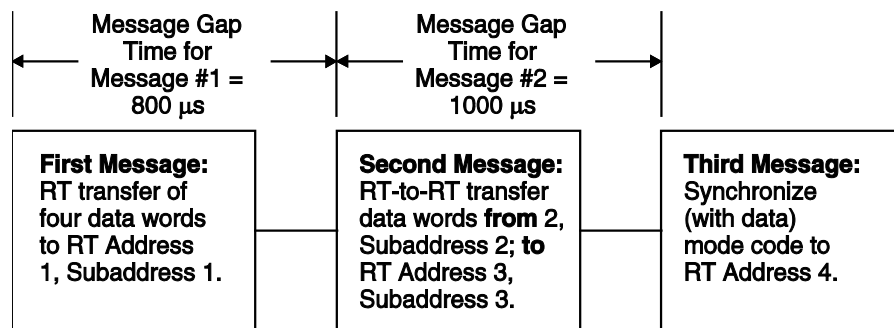 Message Gap
Time for
Message #1 =
800 μs
Message Gap
Time for
Message #2 =
1000 μs
First Message:
RT transfer of
four data words
to RT Address
1, Subaddress 1.
Second Message:
RT-to-RT transfer
data words from 2,
Subaddress 2; to
RT Address 3,
Subaddress 3.
Third Message:
Synchronize
(with data)
mode code to
RT Address 4.